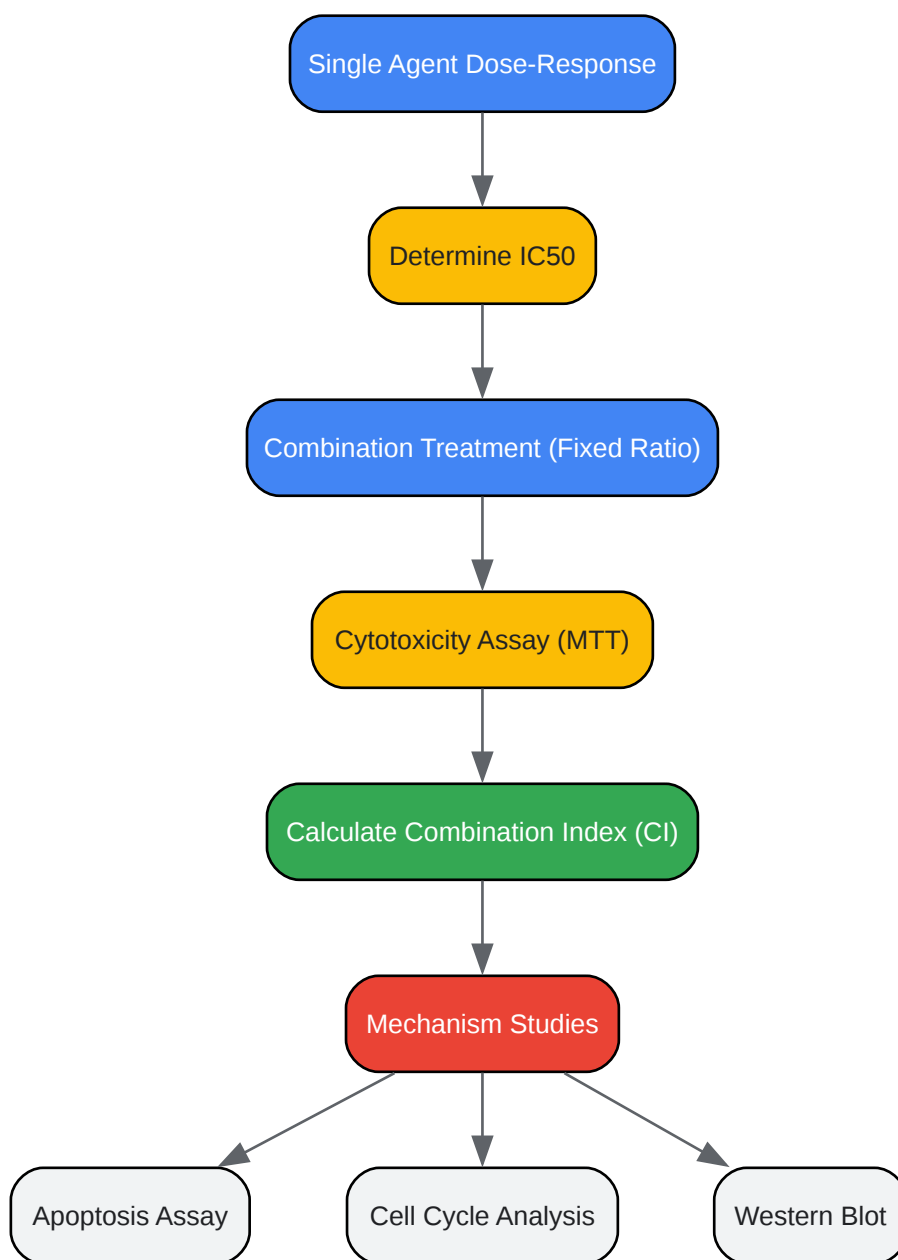 Single Agent Dose-Response
Determine IC50
Combination Treatment (Fixed Ratio)
Cytotoxicity Assay (MTT)
Calculate Combination Index (CI)
Mechanism Studies
Apoptosis Assay
Cell Cycle Analysis
Western Blot